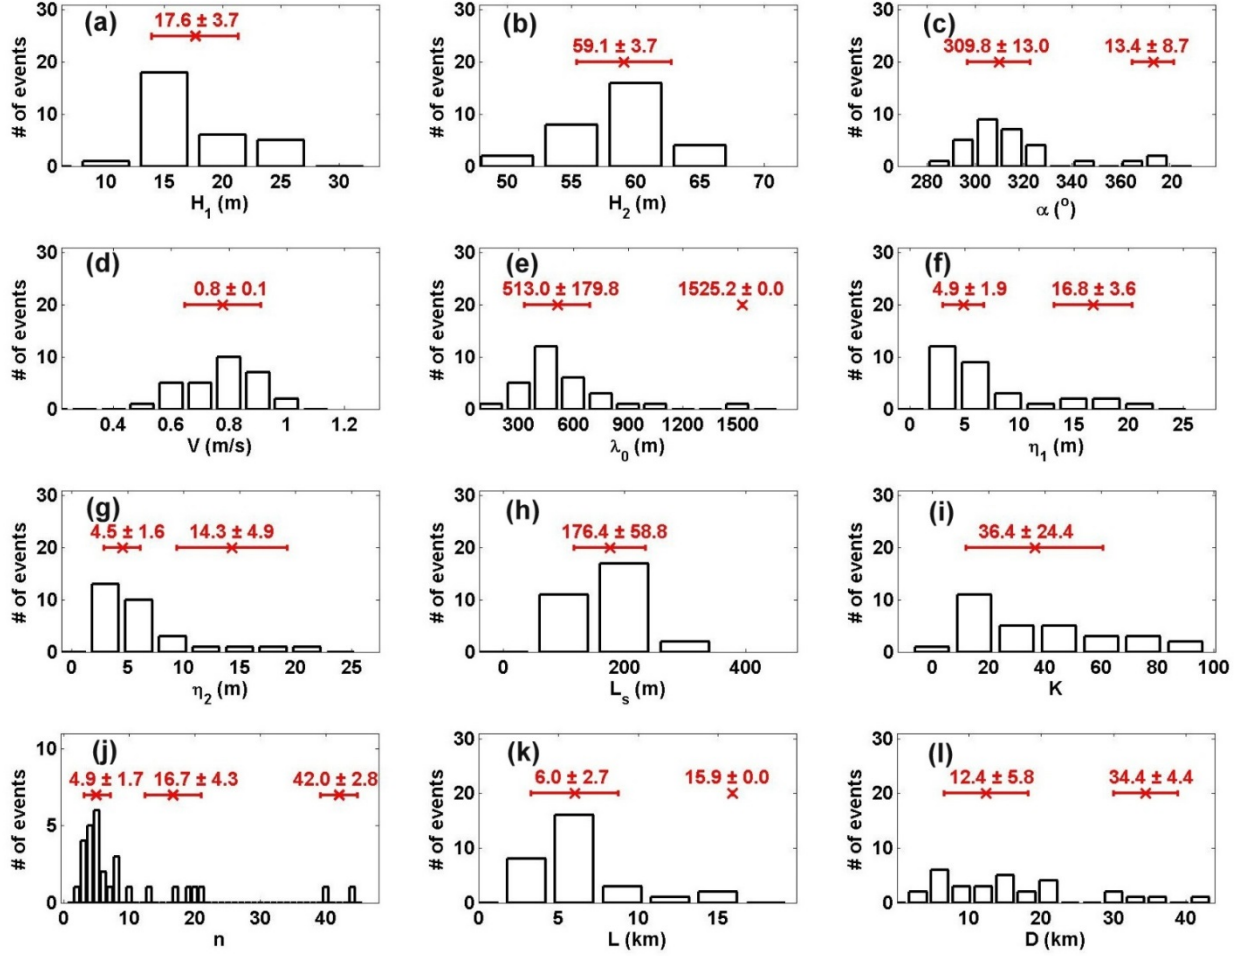 (a)
17.6 ± 3.7
# of events
30
20
10
0
10 15 20 25 30
H1 (m)
(b)
59.1 ± 3.7
# of events
30
20
10
0
50 55 60 65 70
H2 (m)
(c)
309.8 ± 13.0 13.4 ± 8.7
# of events
30
20
10
0
280 300 320 340 360 20
α (°)
(d)
0.8 ± 0.1
# of events
30
20
10
0
0.4 0.6 0.8 1 1.2
V (m/s)
(e)
513.0 ± 179.8 1525.2 ± 0.0
# of events
30
20
10
0
300 600 900 1200 1500
λ0 (m)
(f)
4.9 ± 1.9 16.8 ± 3.6
# of events
30
20
10
0
0 5 10 15 20 25
η1 (m)
(g)
4.5 ± 1.6 14.3 ± 4.9
# of events
30
20
10
0
0 5 10 15 20 25
η2 (m)
(h)
176.4 ± 58.8
# of events
30
20
10
0
0 200 400
Ls (m)
(i)
36.4 ± 24.4
# of events
30
20
10
0
0 20 40 60 80 100
K
(j)
4.9 ± 1.7 16.7 ± 4.3 42.0 ± 2.8
# of events
10
5
0
0 10 20 30 40
n
(k)
6.0 ± 2.7 15.9 ± 0.0
# of events
30
20
10
0
0 5 10 15
L (km)
(l)
12.4 ± 5.8 34.4 ± 4.4
# of events
30
20
10
0
10 20 30 40
D (km)